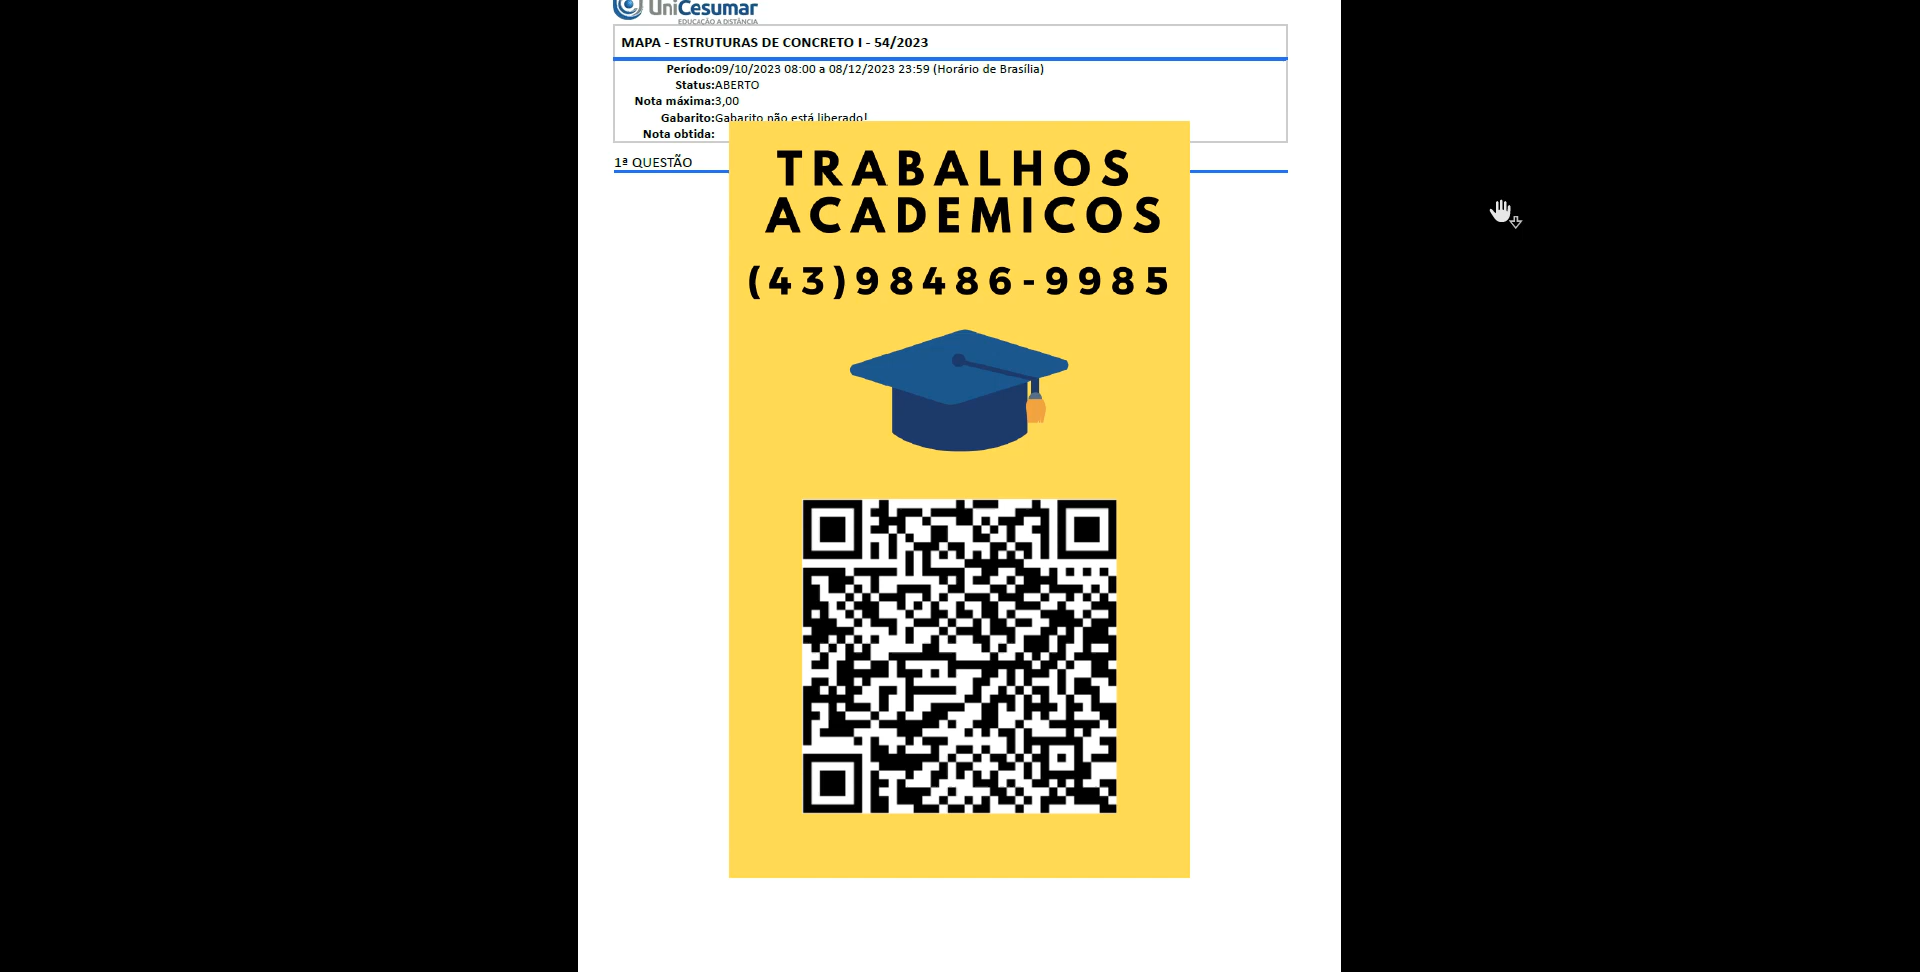 UniCesumar
EDUCAÇÃO A DISTÂNCIA
MAPA - ESTRUTURAS DE CONCRETO I - 54/2023
Período:09/10/2023 08:00 a 08/12/2023 23:59 (Horário de Brasília)
Status:ABERTO
Nota máxima:3,00
Gabarito:Gabarito não está liberado!
Nota obtida:
1ª QUESTÃO
TRABALHOS
ACADEMICOS
(43)98486-9985